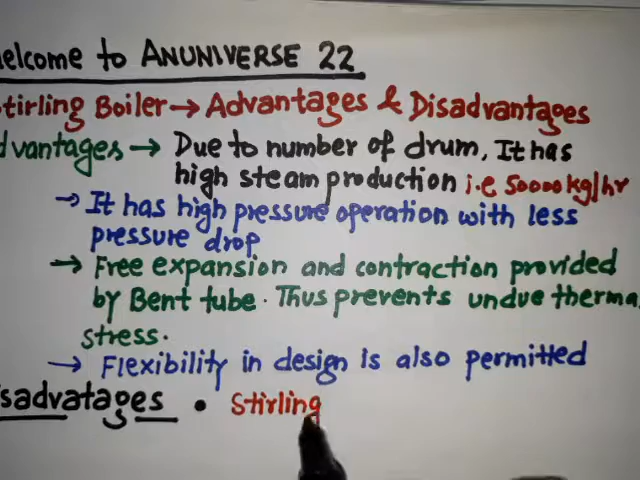 elcome to ANUNIVERSE 22
tirling Boiler → Advantages & Disadvantages
dvantages → Due to number of drum, It has
high steam production i.e 50000 kg/hr
→ It has high pressure operation with less
pressure drop
→ Free expansion and contraction provided
by Bent tube. Thus prevents undue therma
stress.
→ Flexibility in design is also permitted
isadvatages • Stirling